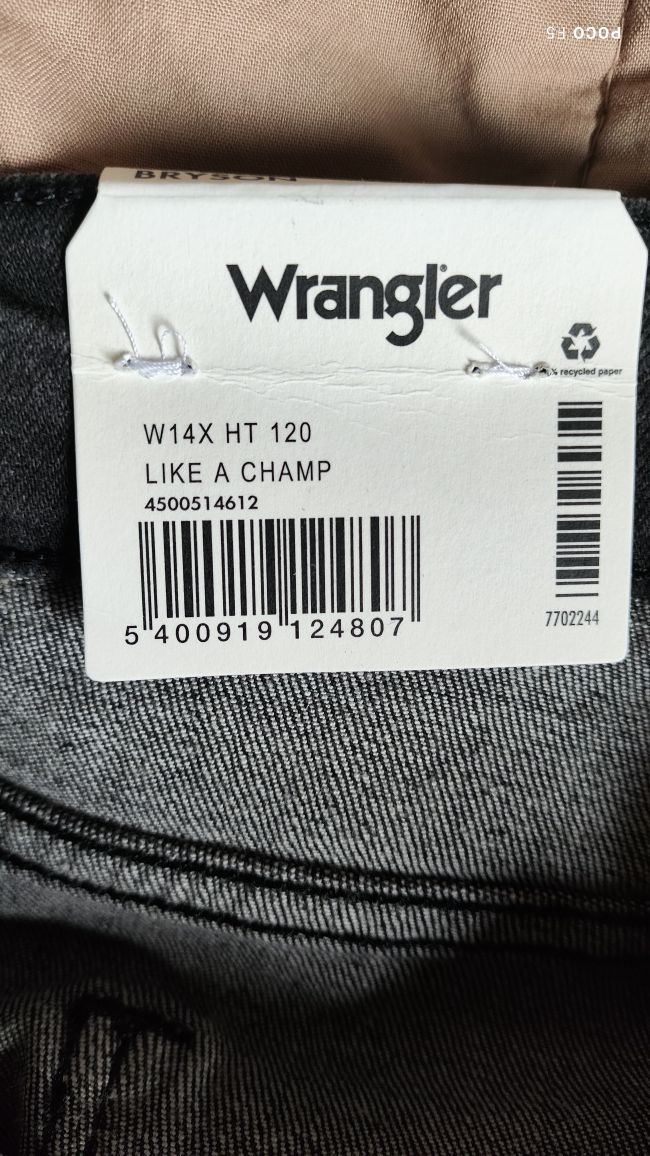 POCO F5
BRYSON
Wrangler
% recycled paper
W14X HT 120
LIKE A CHAMP
4500514612
5 400919 124807
7702244